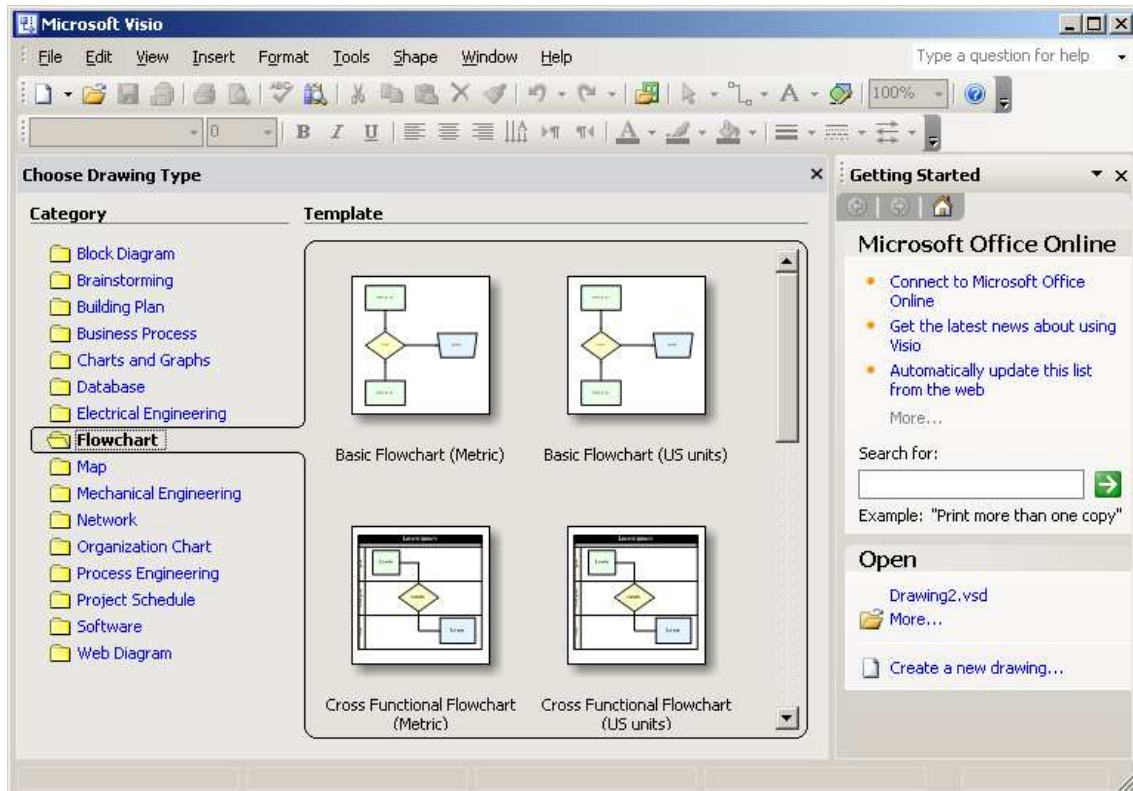 Microsoft Visio
File Edit View Insert Format Tools Shape Window Help
Type a question for help
100%
0
B I U
A
Choose Drawing Type
Category
Block Diagram
Brainstorming
Building Plan
Business Process
Charts and Graphs
Database
Electrical Engineering
Flowchart
Map
Mechanical Engineering
Network
Organization Chart
Process Engineering
Project Schedule
Software
Web Diagram
Template
Basic Flowchart (Metric)
Basic Flowchart (US units)
Lorem Ipsum
Lorem Ipsum
Cross Functional Flowchart
(Metric)
Cross Functional Flowchart
(US units)
Getting Started
Microsoft Office Online
Connect to Microsoft Office
Online
Get the latest news about using
Visio
Automatically update this list
from the web
More...
Search for:
Example: "Print more than one copy"
Open
Drawing2.vsd
More...
Create a new drawing...